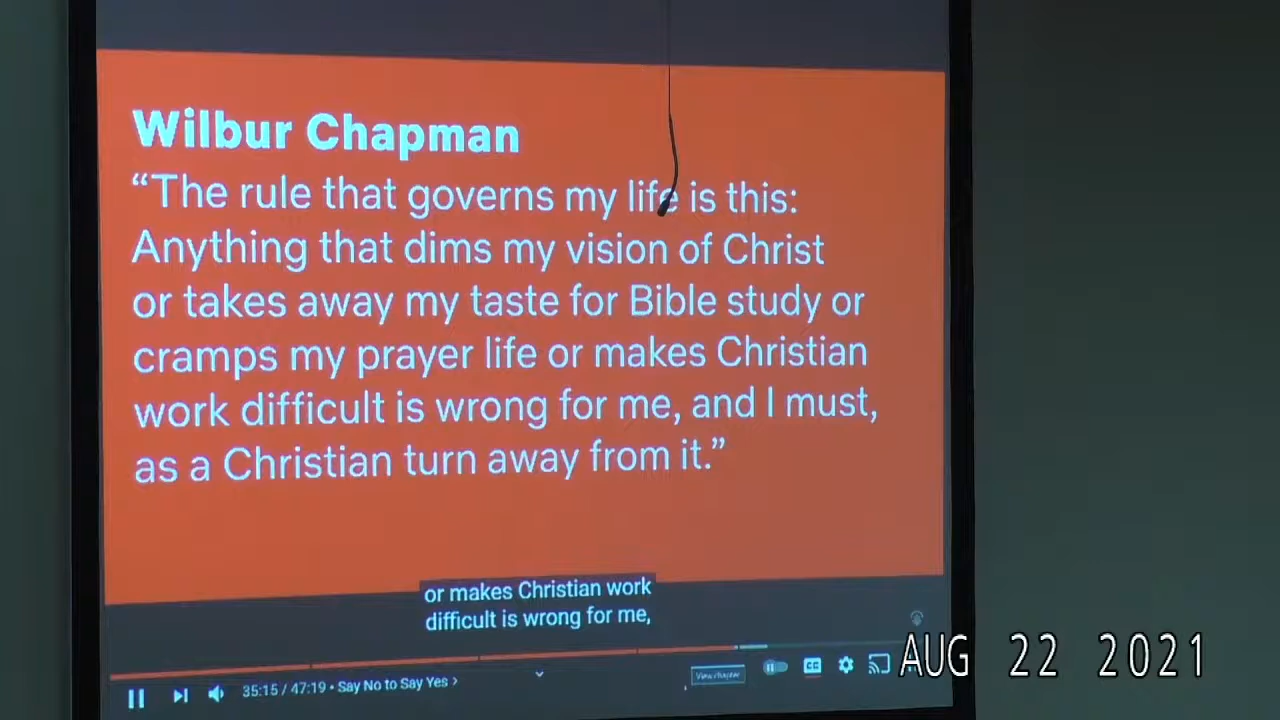 Wilbur Chapman
“The rule that governs my life is this:
Anything that dims my vision of Christ
or takes away my taste for Bible study or
cramps my prayer life or makes Christian
work difficult is wrong for me, and I must,
as a Christian turn away from it.”
or makes Christian work
difficult is wrong for me,
View chapter
35:15 / 47:19 • Say No to Say Yes >
CC
AUG 22 2021